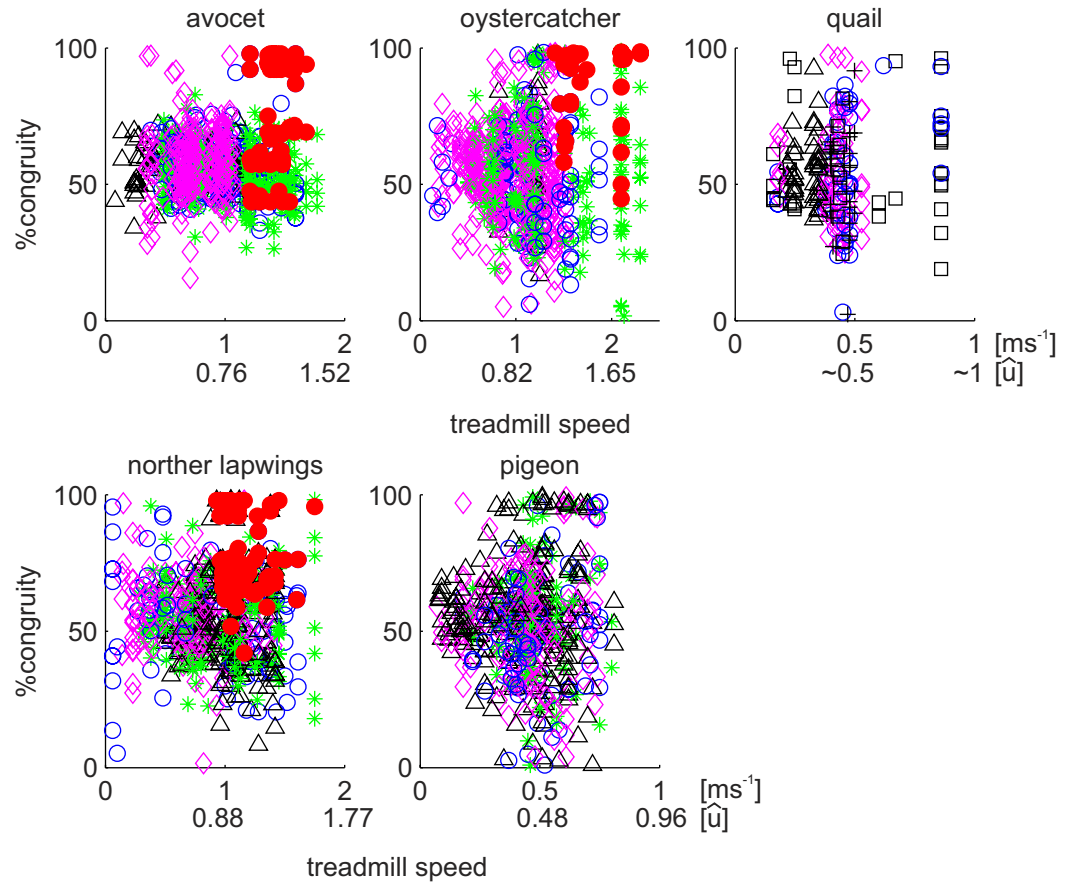 avocet oystercatcher quail
%congruity
100 100 100
50 50 50
0 0 0
0 1 2 0 1 2 0 0.5 1 [ms-1]
0.76 1.52 0.82 1.65 ~0.5 ~1 [û]
treadmill speed
norther lapwings pigeon
%congruity
100 100
50 50
0 0
0 1 2 0 0.5 1 [ms-1]
0.88 1.77 0.48 0.96 [û]
treadmill speed